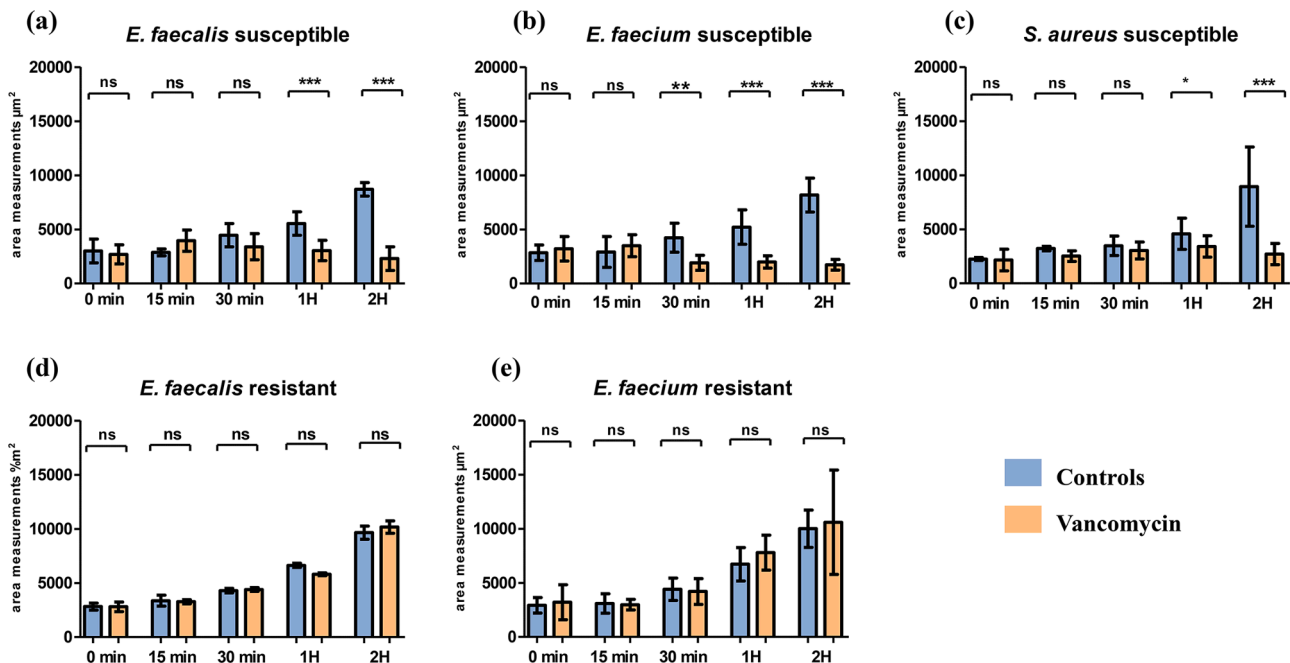 (a)
E. faecalis susceptible
area measurements µm²
20000
15000
10000
5000
0
ns ns ns *** ***
0 min 15 min 30 min 1H 2H
(b)
E. faecium susceptible
area measurements µm²
20000
15000
10000
5000
0
ns ns ** *** ***
0 min 15 min 30 min 1H 2H
(c)
S. aureus susceptible
area measurements µm²
20000
15000
10000
5000
0
ns ns ns * ***
0 min 15 min 30 min 1H 2H
(d)
E. faecalis resistant
area measurements %m²
20000
15000
10000
5000
0
ns ns ns ns ns
0 min 15 min 30 min 1H 2H
(e)
E. faecium resistant
area measurements µm²
20000
15000
10000
5000
0
ns ns ns ns ns
0 min 15 min 30 min 1H 2H
Controls
Vancomycin